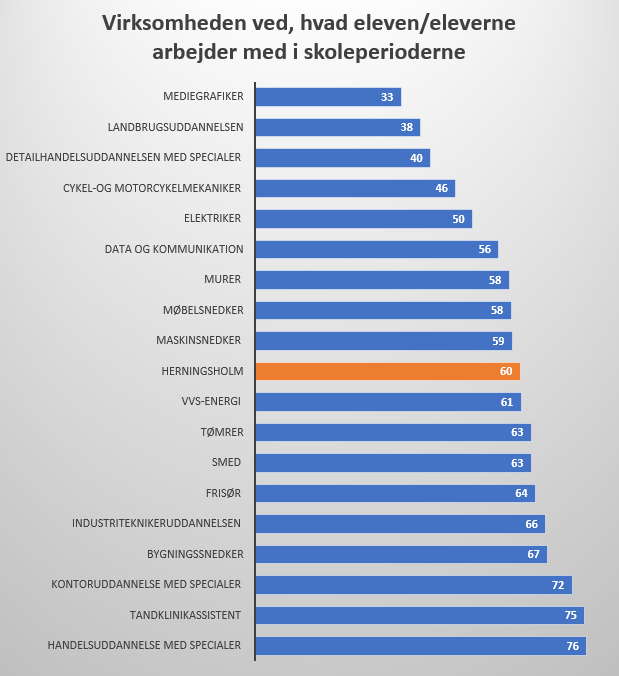 Virksomheden ved, hvad eleven/eleverne
arbejder med i skoleperioderne
MEDIEGRAFIKER 33
LANDBRUGSUDDANNELSEN 38
DETAILHANDELSUDDANNELSEN MED SPECIALER 40
CYKEL-OG MOTORCYKELMEKANIKER 46
ELEKTRIKER 50
DATA OG KOMMUNIKATION 56
MURER 58
MØBELSNEDKER 58
MASKINSNEDKER 59
HERNINGSHOLM 60
VVS-ENERGI 61
TØMRER 63
SMED 63
FRISØR 64
INDUSTRITEKNIKERUDDANNELSEN 66
BYGNINGSSNEDKER 67
KONTORUDDANNELSE MED SPECIALER 72
TANDKLINIKASSISTENT 75
HANDELSUDDANNELSE MED SPECIALER 76